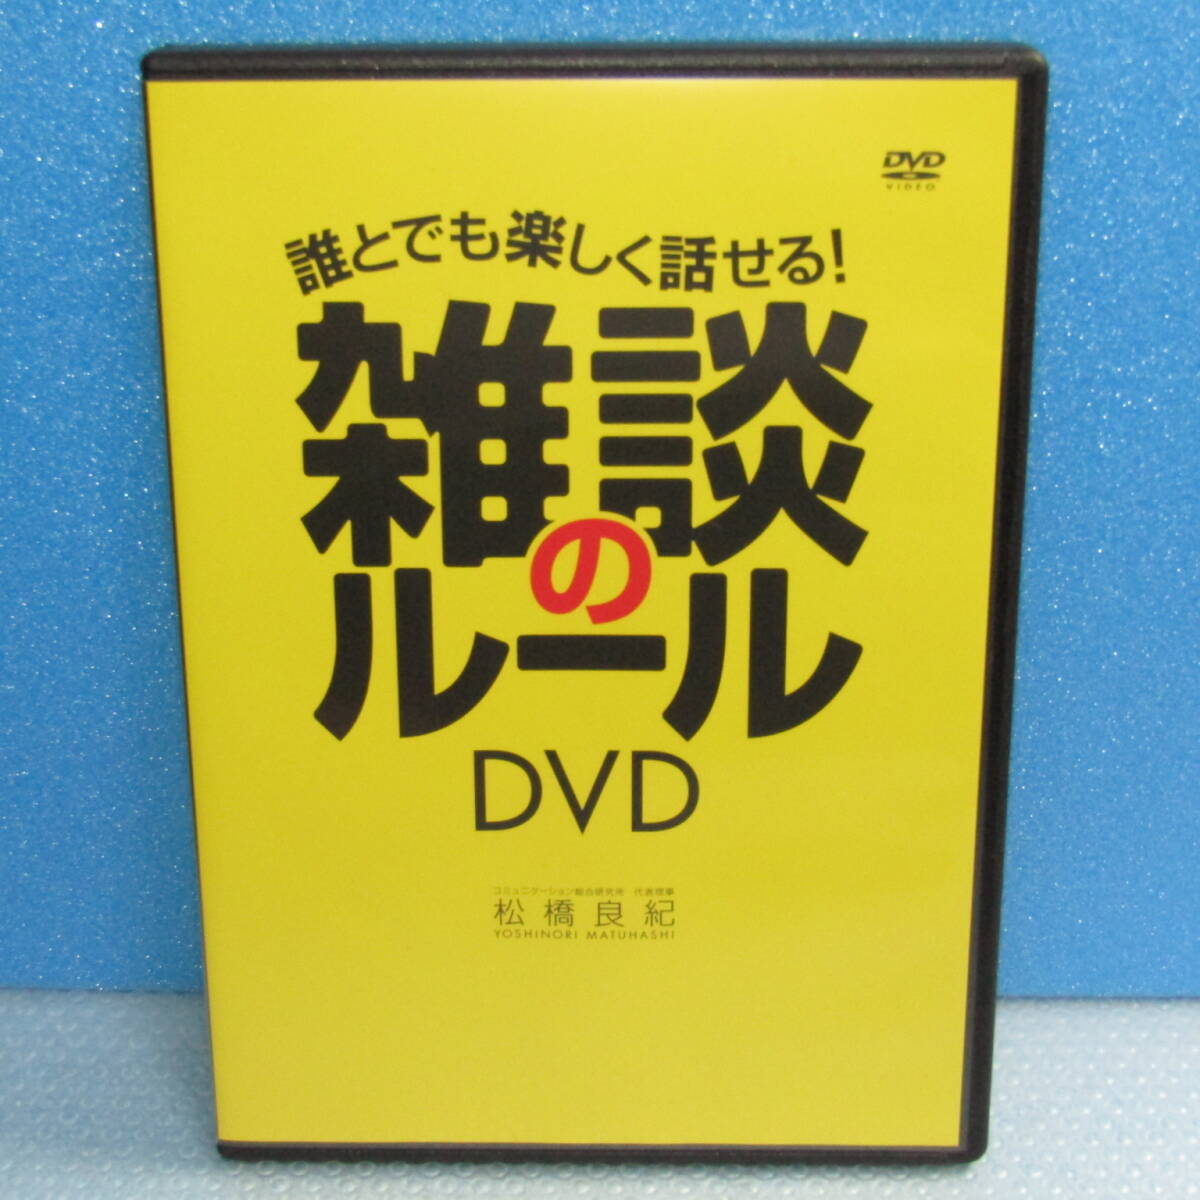 DVD
VIDEO
誰とでも楽しく話せる!
雑談
の
ルール
DVD
コミュニケーション総合研究所 代表理事
松橋良紀
YOSHINORI MATUHASHI